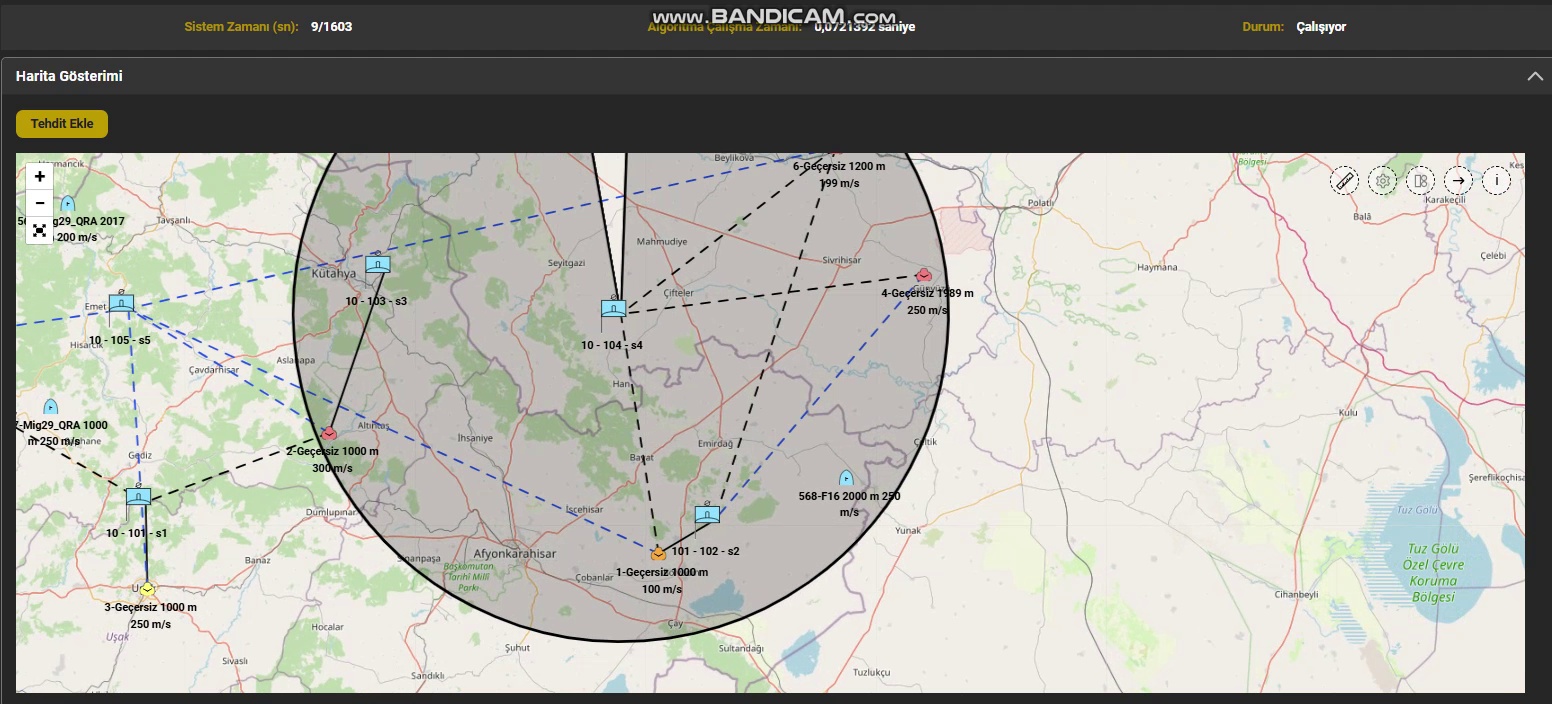 www.BANDICAM.com
Sistem Zamanı (sn): 9/1603
Algoritma Çalışma Zamanı: 0,0721392 saniye
Durum: Çalışıyor
Harita Gösterimi
Tehdit Ekle
+
−
Mig29_QRA 2017
200 m/s
Tavşanlı
Beylikova
6-Geçersiz 1200 m
199 m/s
Polatlı
Balâ
Karakeçili
i
Mahmudiye
Seyitgazi
Sivrihisar
Haymana
Çelebi
Kütahya
10 - 103 - s3
Çifteler
4-Geçersiz 1989 m
250 m/s
Emet
10 - 105 - s5
Hisarcık
10 - 104 - s4
Aslanapa
Çavdarhisar
Han
Kulu
-Mig29_QRA 1000
m 250 m/s
Altıntaş
İhsaniye
Emirdağ
Çeltik
Gediz
2-Geçersiz 1000 m
300 m/s
Bayat
568-F16 2000 m 250
m/s
Şereflikoçhisa
Dumlupınar
İscehisar
Yunak
Tuz Gölü
10 - 101 - s1
Banaz
Sinanpaşa
Afyonkarahisar
101 - 102 - s2
Başkomutan
Tarihî Millî
Parkı
Çobanlar
1-Geçersiz 1000 m
100 m/s
Tuz Gölü
Özel Çevre
Koruma
Bölgesi
Cihanbeyli
3-Geçersiz 1000 m
250 m/s
Uşak
Hocalar
Çay
Şuhut
Sultandağı
Sivaslı
Sandıklı
Tuzlukçu